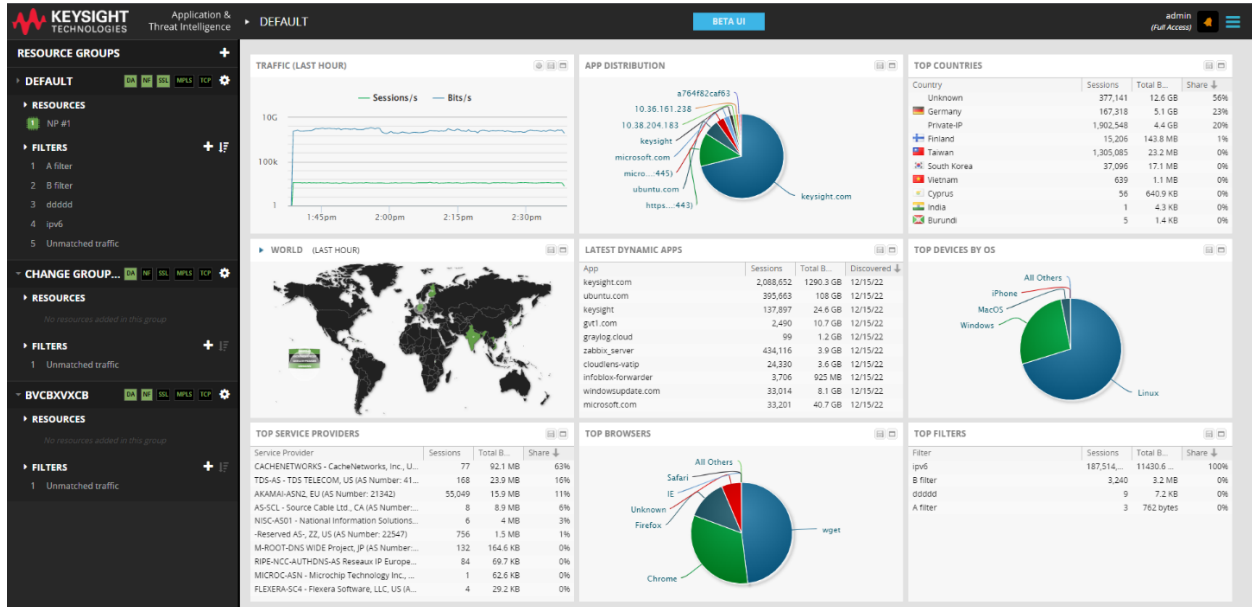 KEYSIGHT TECHNOLOGIES
Application & Threat Intelligence
DEFAULT
BETA UI
admin
(Full Access)
RESOURCE GROUPS
DEFAULT DA NF SSL MPLS TCP
RESOURCES
1 NP #1
FILTERS
1 A filter
2 B filter
3 ddddd
4 ipv6
5 Unmatched traffic
CHANGE GROUP... DA NF SSL MPLS TCP
RESOURCES
No resources added in this group
FILTERS
1 Unmatched traffic
BVCBXVXCB DA NF SSL MPLS TCP
RESOURCES
No resources added in this group
FILTERS
1 Unmatched traffic
TRAFFIC (LAST HOUR)
Sessions/s Bits/s
10G
100k
1
1:45pm 2:00pm 2:15pm 2:30pm
APP DISTRIBUTION
a764f82caf63
10.36.161.238
10.38.204.183
keysight
microsoft.com
micro....:445)
ubuntu.com
https....:443)
keysight.com
TOP COUNTRIES
Country Sessions Total B... Share
Unknown 377,141 12.6 GB 56%
Germany 167,318 5.1 GB 23%
Private-IP 1,902,548 4.4 GB 20%
Finland 15,206 143.8 MB 1%
Taiwan 1,305,085 23.2 MB 0%
South Korea 37,096 17.1 MB 0%
Vietnam 639 1.1 MB 0%
Cyprus 56 640.9 KB 0%
India 1 4.3 KB 0%
Burundi 5 1.4 KB 0%
WORLD (LAST HOUR)
LATEST DYNAMIC APPS
App Sessions Total B... Discovered
keysight.com 2,088,652 1290.3 GB 12/15/22
ubuntu.com 395,663 108 GB 12/15/22
keysight 137,897 24.6 GB 12/15/22
gvt1.com 2,490 10.7 GB 12/15/22
graylog.cloud 99 1.2 GB 12/15/22
zabbix_server 434,116 3.9 GB 12/15/22
cloudlens-vatip 24,330 3.6 GB 12/15/22
infoblox-forwarder 3,706 925 MB 12/15/22
windowsupdate.com 33,014 8.1 GB 12/15/22
microsoft.com 33,201 40.7 GB 12/15/22
TOP DEVICES BY OS
All Others
iPhone
MacOS
Windows
Linux
TOP SERVICE PROVIDERS
Service Provider Sessions Total B... Share
CACHENETWORKS - CacheNetworks, Inc., U... 77 92.1 MB 63%
TDS-AS - TDS TELECOM, US (AS Number: 41... 168 23.9 MB 16%
AKAMAI-ASN2, EU (AS Number: 21342) 55,049 15.9 MB 11%
AS-SCL - Source Cable Ltd., CA (AS Number:... 8 8.9 MB 6%
NISC-AS01 - National Information Solutions... 6 4 MB 3%
-Reserved AS-, ZZ, US (AS Number: 22547) 756 1.5 MB 1%
M-ROOT-DNS WIDE Project, JP (AS Number:... 132 164.6 KB 0%
RIPE-NCC-AUTHDNS-AS Reseaux IP Europe... 84 69.7 KB 0%
MICROC-ASN - Microchip Technology Inc., ... 1 62.6 KB 0%
FLEXERA-SC4 - Flexera Software, LLC, US (A... 4 29.2 KB 0%
TOP BROWSERS
All Others
Safari
IE
Unknown
Firefox
Chrome
wget
TOP FILTERS
Filter Sessions Total B... Share
ipv6 187,514,... 11430.6 ... 100%
B filter 3,240 3.2 MB 0%
ddddd 9 7.2 KB 0%
A filter 3 762 bytes 0%